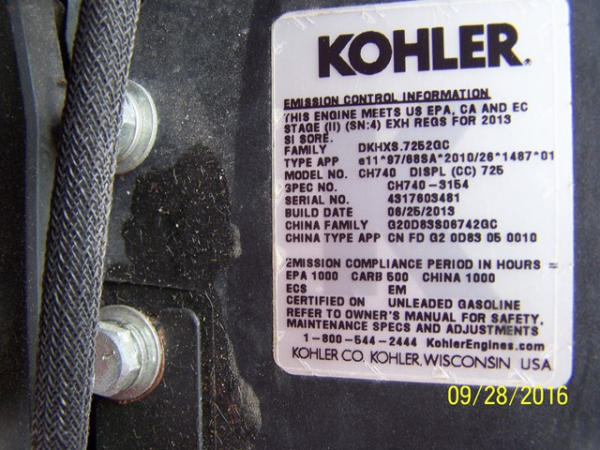 KOHLER.
EMISSION CONTROL INFORMATION
THIS ENGINE MEETS US EPA, CA AND EC
STAGE (II) (SN:4) EXH REGS FOR 2013
SI SORE.
FAMILY DKHXS.7252GC
TYPE APP e11*97/68SA*2010/26*1487*01
MODEL NO. CH740 DISPL (CC) 725
SPEC NO. CH740-3154
SERIAL NO. 4317603481
BUILD DATE 06/25/2013
CHINA FAMILY G20D83S06742GC
CHINA TYPE APP CN FD G2 0D83 05 0010
EMISSION COMPLIANCE PERIOD IN HOURS =
EPA 1000 CARB 500 CHINA 1000
ECS EM
CERTIFIED ON UNLEADED GASOLINE
REFER TO OWNER'S MANUAL FOR SAFETY,
MAINTENANCE SPECS AND ADJUSTMENTS
1-800-544-2444 KohlerEngines.com
KOHLER CO. KOHLER, WISCONSIN USA
09/28/2016